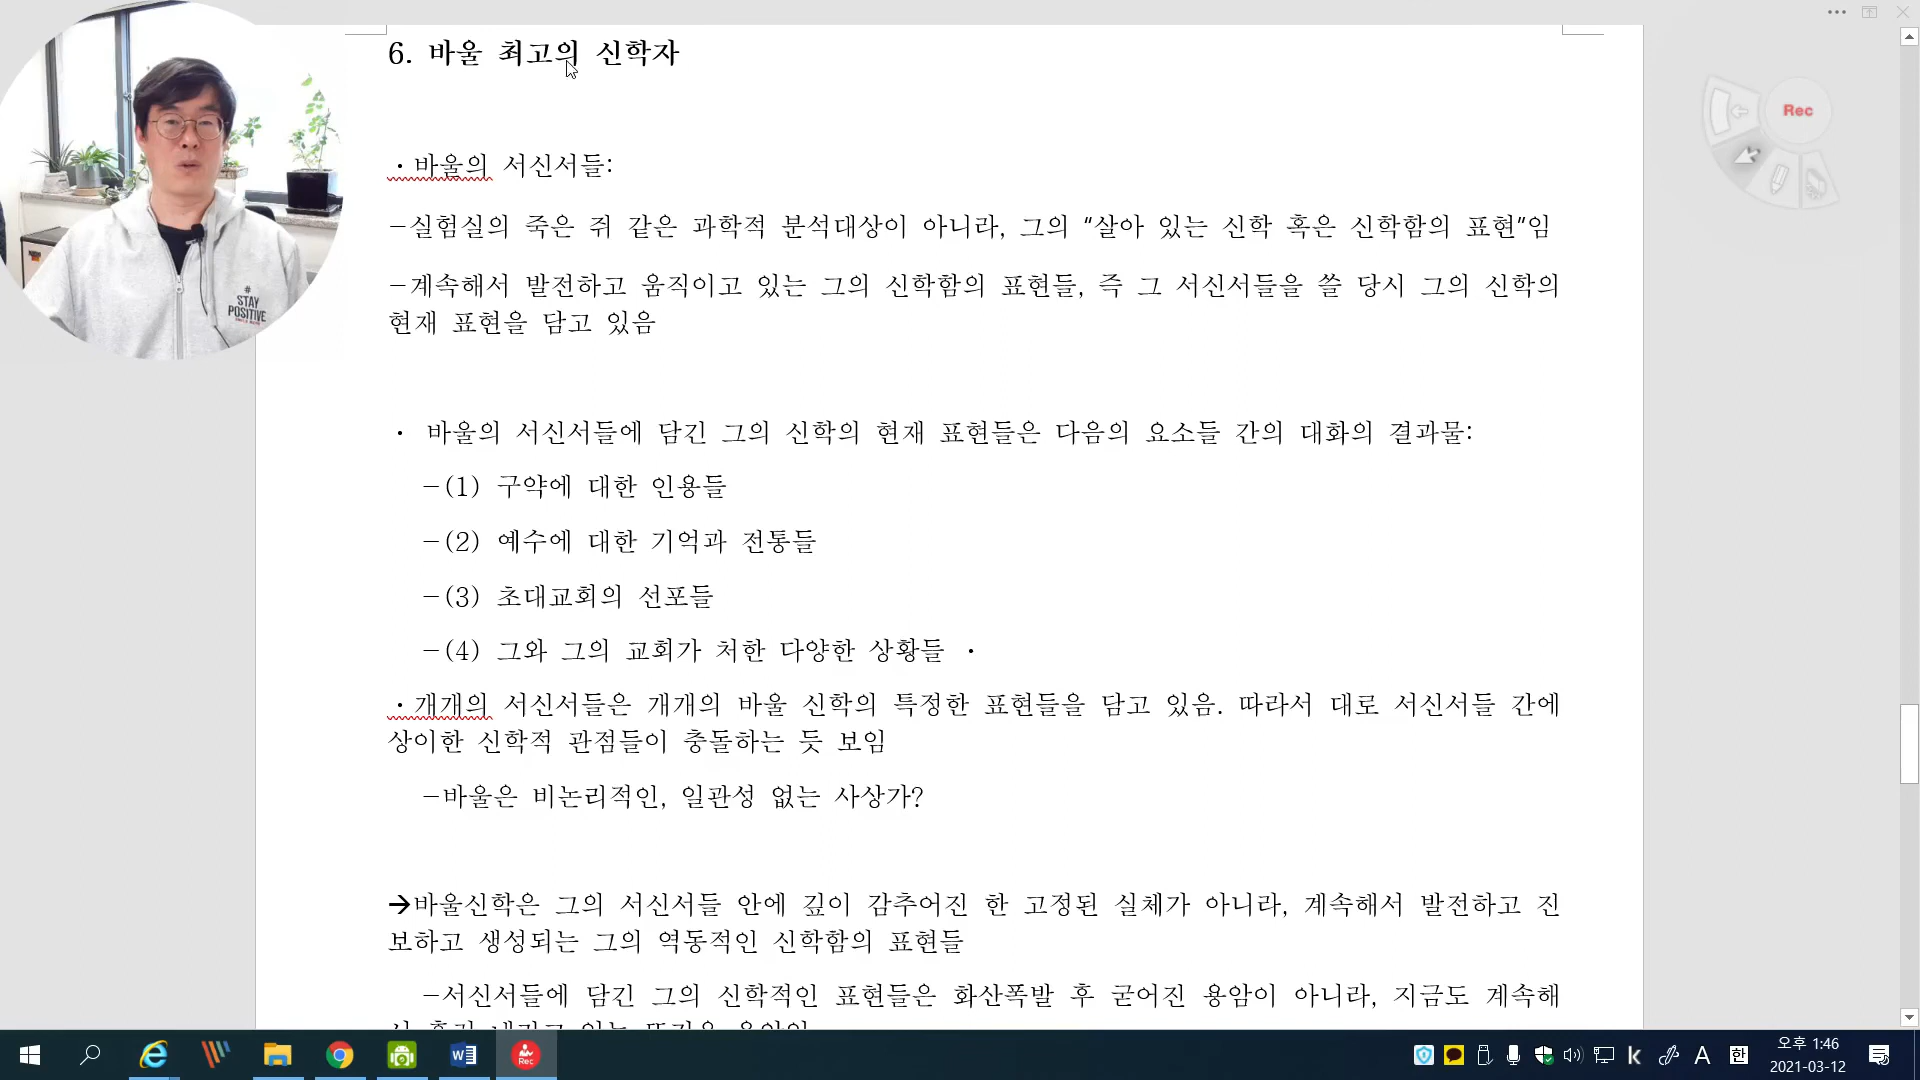 6. 바울 최고의 신학자
・바울의 서신서들:
-실험실의 죽은 쥐 같은 과학적 분석대상이 아니라, 그의 "살아 있는 신학 혹은 신학함의 표현"임
-계속해서 발전하고 움직이고 있는 그의 신학함의 표현들, 즉 그 서신서들을 쓸 당시 그의 신학의
현재 표현을 담고 있음
・ 바울의 서신서들에 담긴 그의 신학의 현재 표현들은 다음의 요소들 간의 대화의 결과물:
-(1) 구약에 대한 인용들
-(2) 예수에 대한 기억과 전통들
-(3) 초대교회의 선포들
-(4) 그와 그의 교회가 처한 다양한 상황들 ・
・개개의 서신서들은 개개의 바울 신학의 특정한 표현들을 담고 있음. 따라서 대로 서신서들 간에
상이한 신학적 관점들이 충돌하는 듯 보임
-바울은 비논리적인, 일관성 없는 사상가?
→바울신학은 그의 서신서들 안에 깊이 감추어진 한 고정된 실체가 아니라, 계속해서 발전하고 진
보하고 생성되는 그의 역동적인 신학함의 표현들
-서신서들에 담긴 그의 신학적인 표현들은 화산폭발 후 굳어진 용암이 아니라, 지금도 계속해
#
STAY
POSITIVE
Rec
Rec
A
한
오후 1:46
2021-03-12